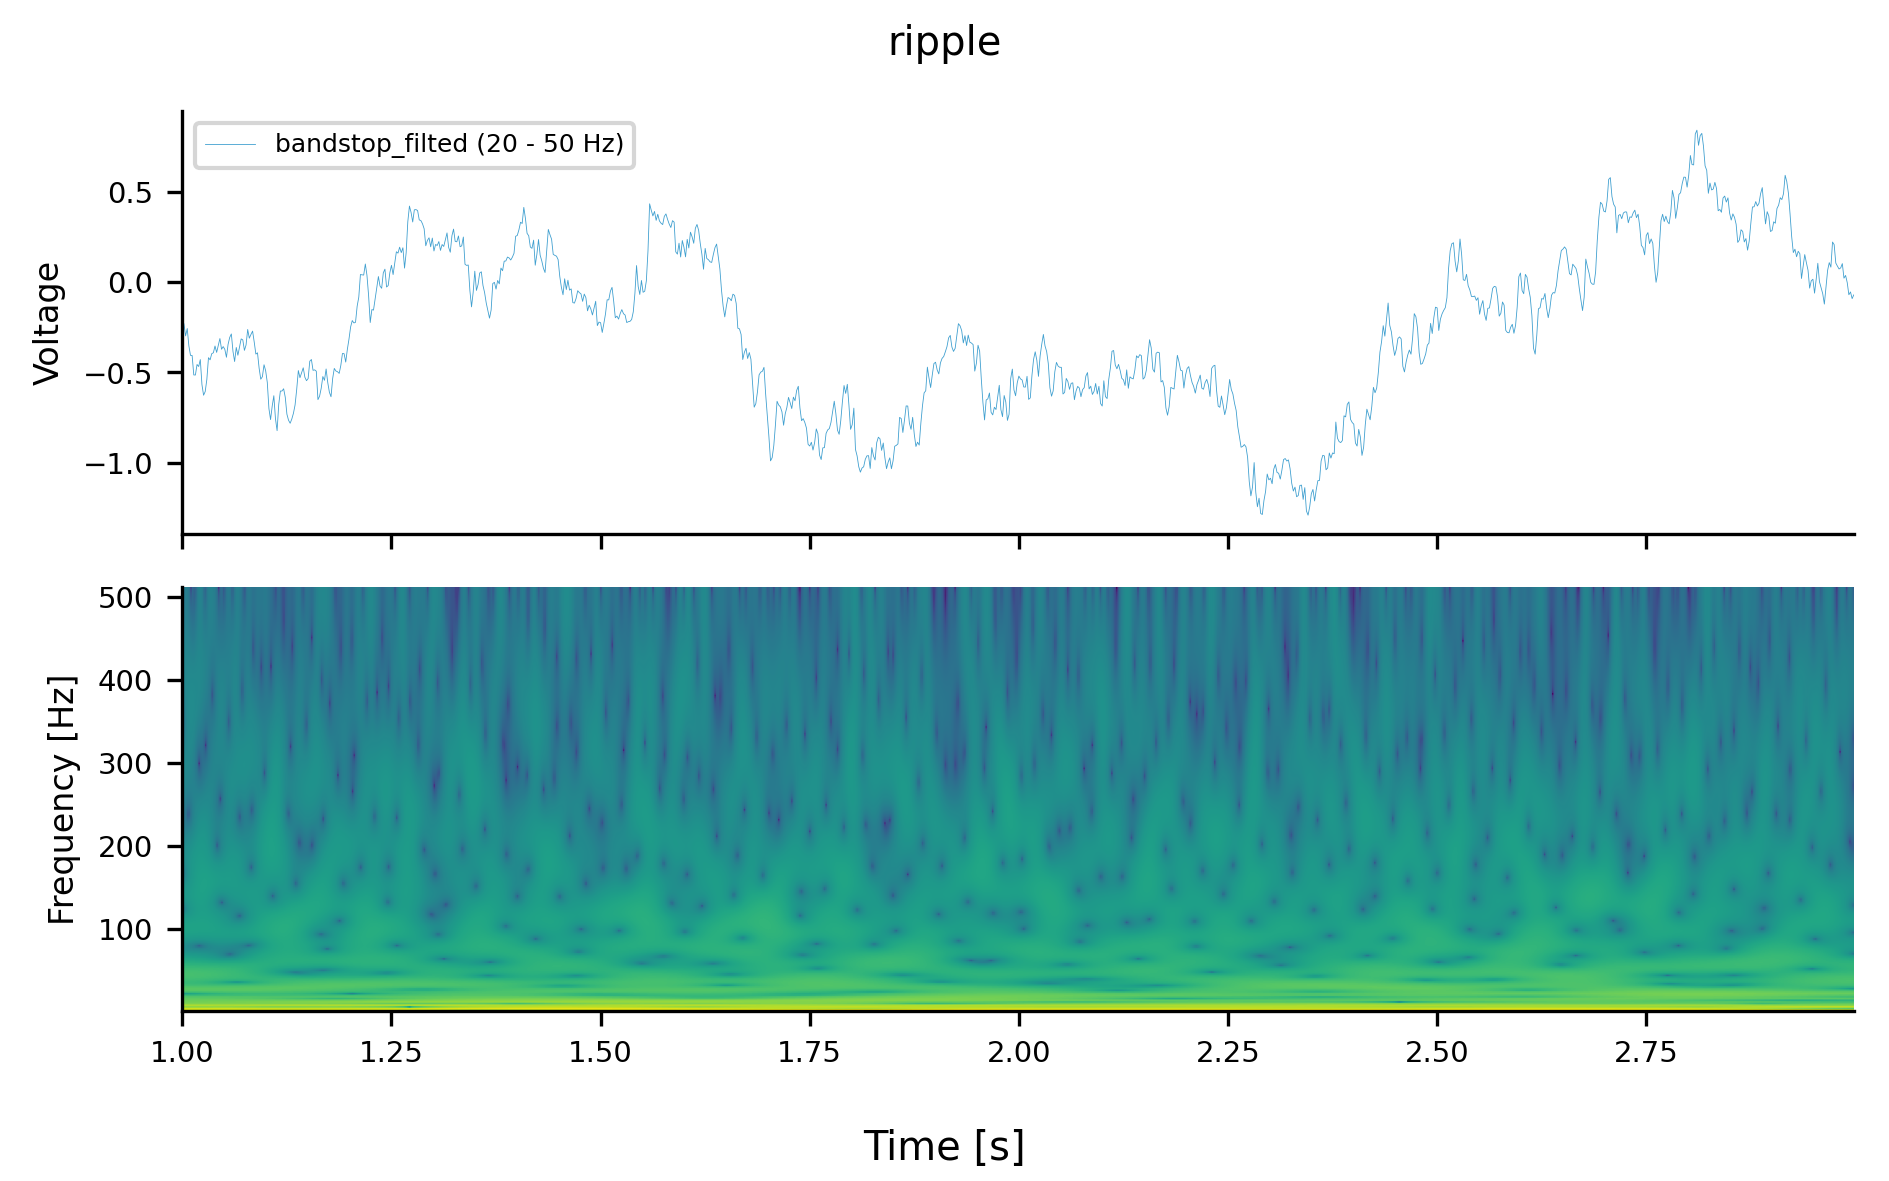 ripple
bandstop_filted (20 - 50 Hz)
Voltage
0.5
0.0
−0.5
−1.0
Frequency [Hz]
500
400
300
200
100
1.00 1.25 1.50 1.75 2.00 2.25 2.50 2.75
Time [s]